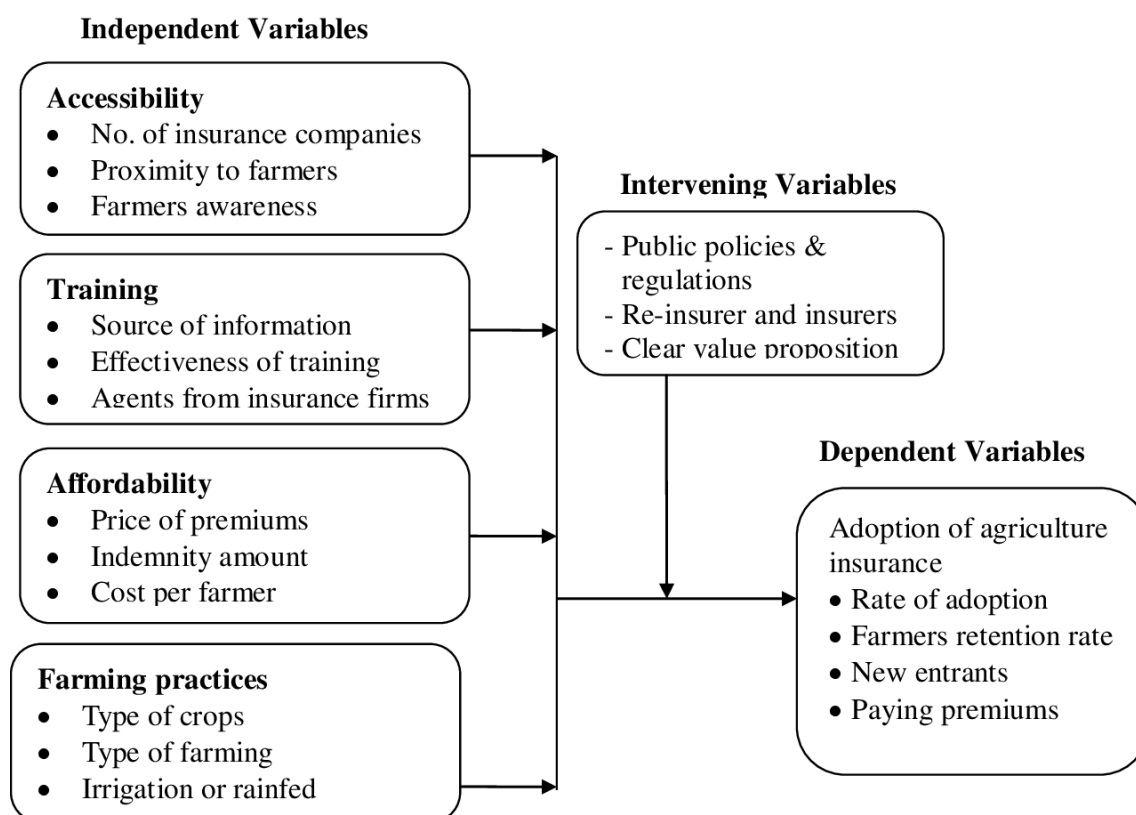 Independent Variables
Accessibility
• No. of insurance companies
• Proximity to farmers
• Farmers awareness
Training
• Source of information
• Effectiveness of training
• Agents from insurance firms
Affordability
• Price of premiums
• Indemnity amount
• Cost per farmer
Farming practices
• Type of crops
• Type of farming
• Irrigation or rainfed
Intervening Variables
- Public policies &
regulations
- Re-insurer and insurers
- Clear value proposition
Dependent Variables
Adoption of agriculture
insurance
• Rate of adoption
• Farmers retention rate
• New entrants
• Paying premiums